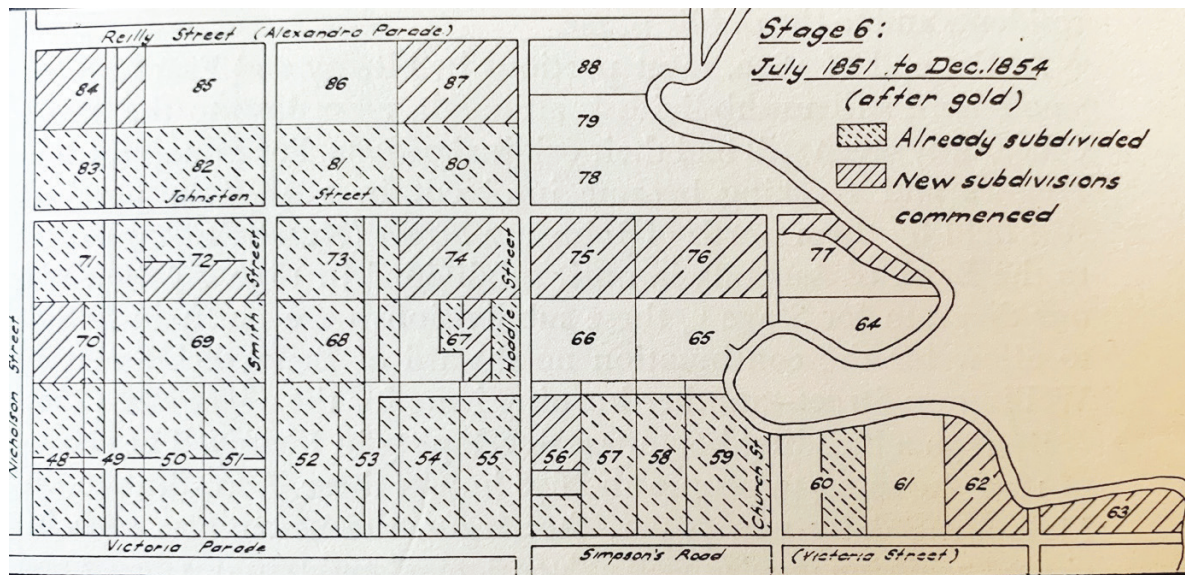 Reilly Street (Alexandra Parade)
Stage 6:
July 1851 to Dec. 1854
(after gold)
Already subdivided
New subdivisions
commenced
84 85 86 87 88
79
83 82 81 80 78
Johnston Street
71 72 73 74 75 76 77
Smith Street
Hoddle Street
Nicholson Street
70 69 68 67 66 65 64
48 49 50 51 52 53 54 55 56 57 58 59 60 61 62 63
Church St
Victoria Parade Simpson's Road (Victoria Street)